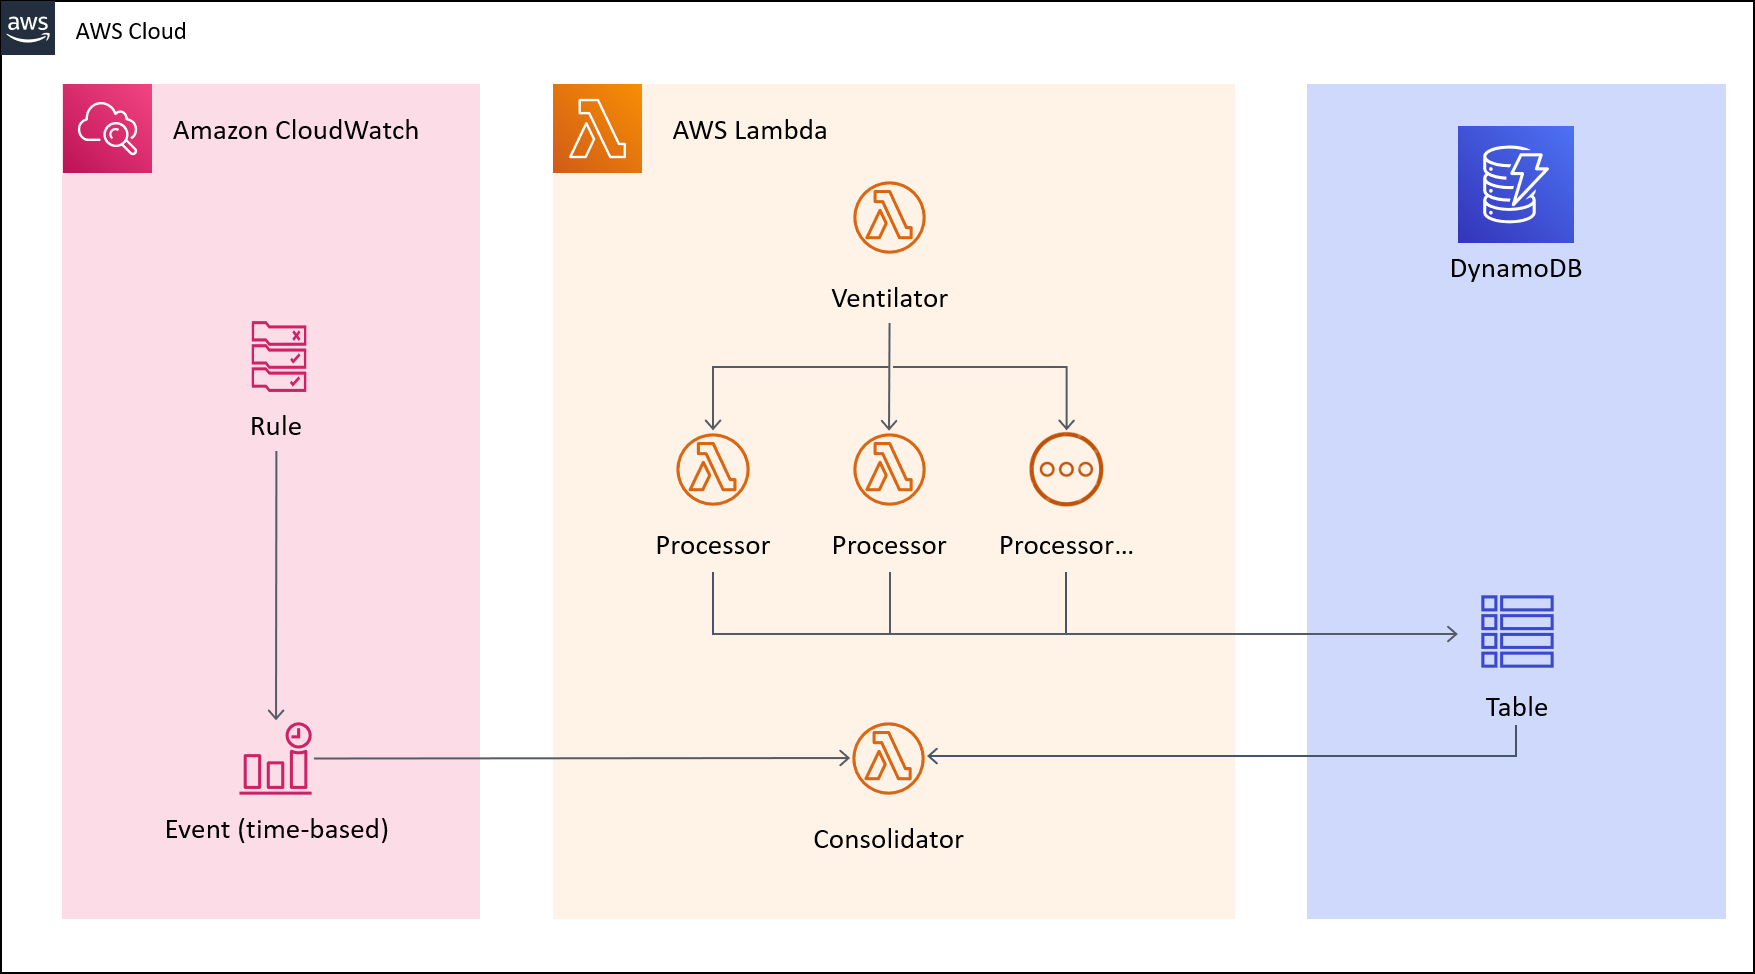 aws
AWS Cloud
Amazon CloudWatch
AWS Lambda
Ventilator
DynamoDB
Rule
Processor
Processor
Processor...
Table
Event (time-based)
Consolidator